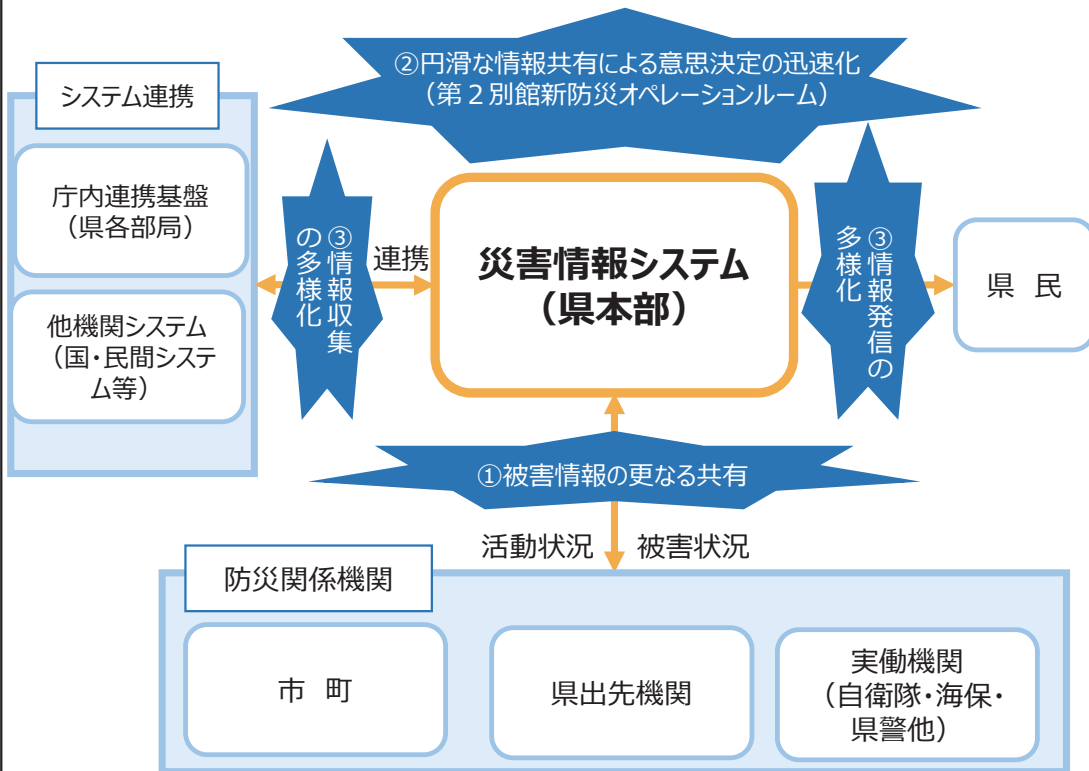 ②円滑な情報共有による意思決定の迅速化
（第２別館新防災オペレーションルーム）
システム連携
庁内連携基盤
（県各部局）
他機関システム
（国・民間システ
ム等）
③情報収集
の多様化
連携
災害情報システム
（県本部）
③情報発信の
多様化
県　民
①被害情報の更なる共有
活動状況
被害状況
防災関係機関
市　町
県出先機関
実働機関
（自衛隊・海保・
県警他）